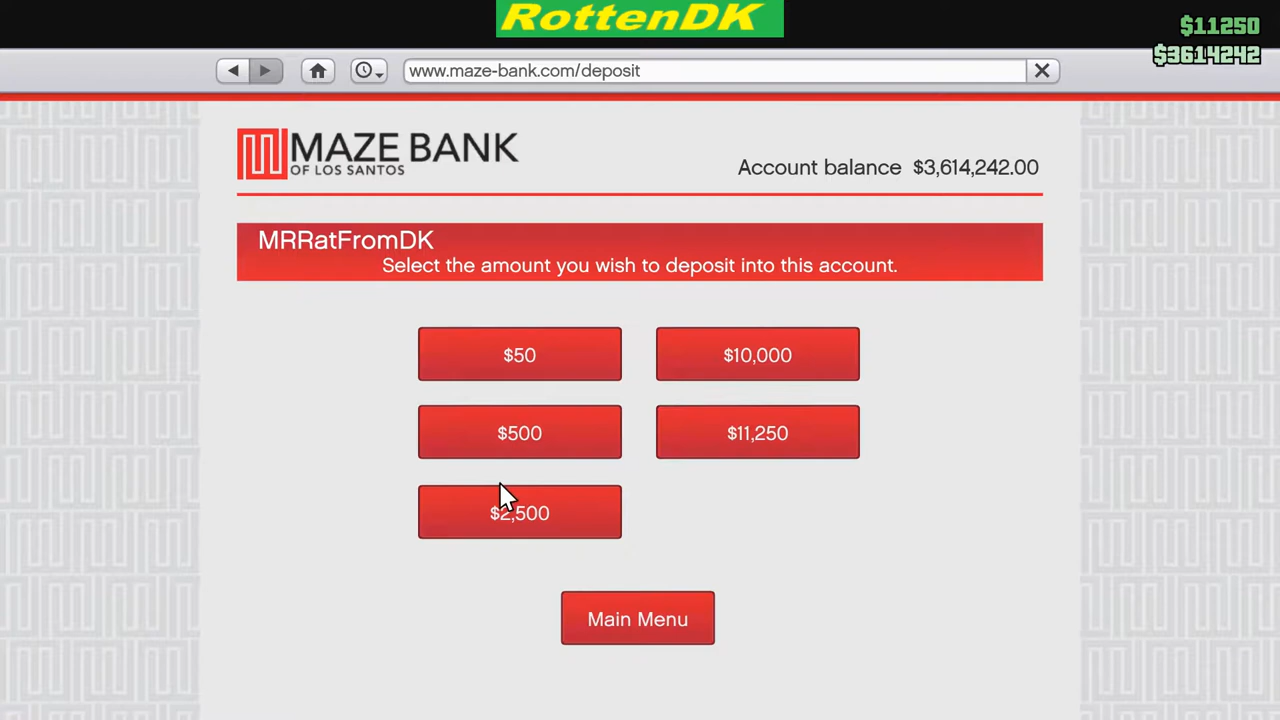 RottenDK
$11250
$3614242
www.maze-bank.com/deposit
MAZE BANK
OF LOS SANTOS
Account balance $3,614,242.00
MRRatFromDK
Select the amount you wish to deposit into this account.
$50
$10,000
$500
$11,250
$2,500
Main Menu